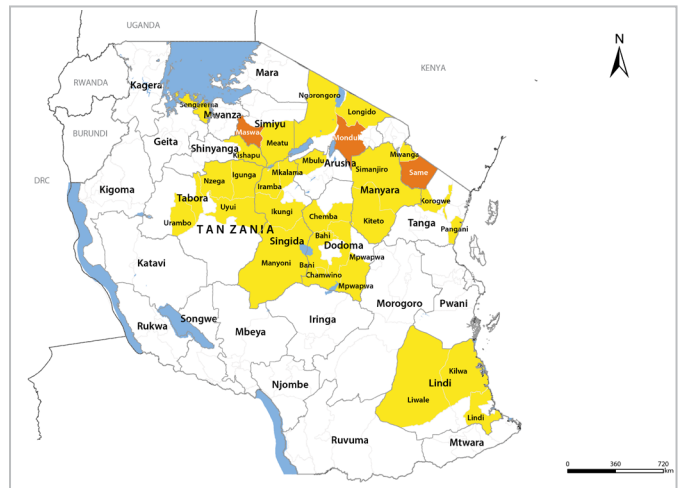 UGANDA
N
KENYA
Mara
RWANDA
Kagera
Ngorongoro
Sengerema
Longido
Mwanza
Simiyu
BURUNDI
Maswa
Monduli
Geita
Meatu
Shinyanga
Kishapu
Mwanga
Mbulu
Arusha
Same
DRC
Igunga
Mkalama
Simanjiro
Nzega
Iramba
Manyara
Kigoma
Tabora
Korogwe
Uyui
Ikungi
Chemba
Kiteto
Tanga
Urambo
TANZANIA
Pangani
Bahi
Singida
Dodoma
Mpwapwa
Katavi
Manyoni
Bahi
Chamwino
Mpwapwa
Morogoro
Pwani
Rukwa
Songwe
Mbeya
Iringa
Kilwa
Njombe
Lindi
Liwale
Lindi
Ruvuma
Mtwara
0 360 720
km